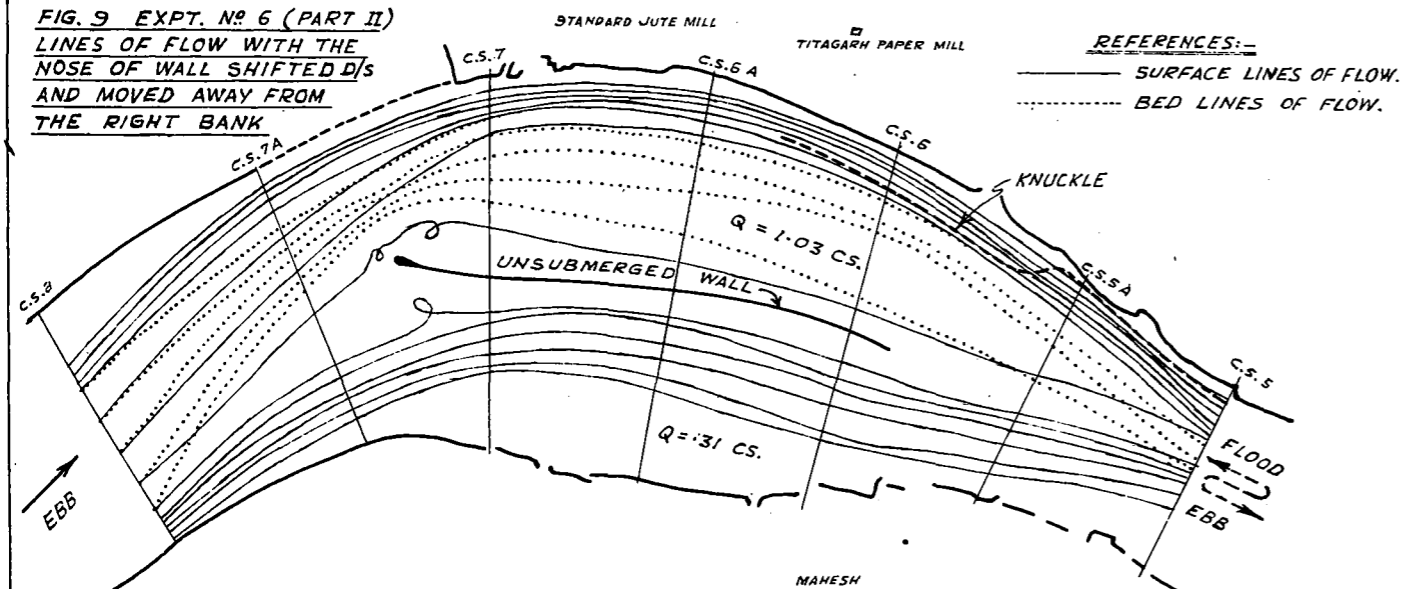 FIG. 9 EXPT. Nº 6 (PART II)
LINES OF FLOW WITH THE
NOSE OF WALL SHIFTED D/S
AND MOVED AWAY FROM
THE RIGHT BANK
STANDARD JUTE MILL
TITAGARH PAPER MILL
REFERENCES:-
SURFACE LINES OF FLOW.
BED LINES OF FLOW.
C.S.7
C.S.6 A
C.S.7A
C.S.6
KNUCKLE
Q = 1.03 CS.
UNSUBMERGED WALL
C.S.5A
C.S.8
C.S.5
Q = .31 CS.
FLOOD
EBB
EBB
MAHESH